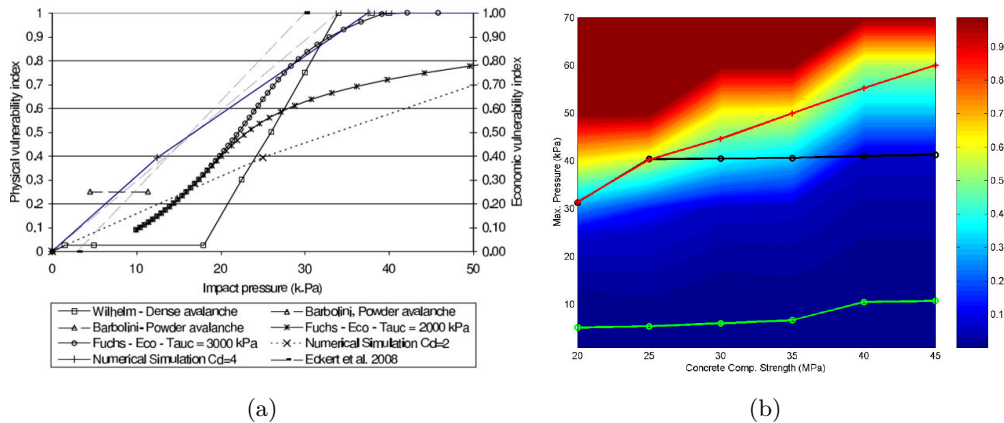 1
0,9
0,8
0,7
0,6
0,5
0,4
0,3
0,2
0,1
0
Physical vulnerability index
1.00
0.90
0.80
0.70
0.60
0.50
0.40
0.30
0.20
0.10
0.00
Economic vulnerability index
0 10 20 30 40 50
Impact pressure (k.Pa)
Wilhelm - Dense avalanche
Barbolini, Powder avalanche
Barbolini - Powder avalanche
Fuchs - Eco - Tauc = 2000 kPa
Fuchs - Eco - Tauc = 3000 kPa
Numerical Simulation Cd=2
Numerical Simulation Cd=4
Eckert et al. 2008
(a)
70
60
50
40
30
20
10
Max. Pressure (kPa)
20 25 30 35 40 45
Concrete Comp. Strength (MPa)
0.9
0.8
0.7
0.6
0.5
0.4
0.3
0.2
0.1
(b)